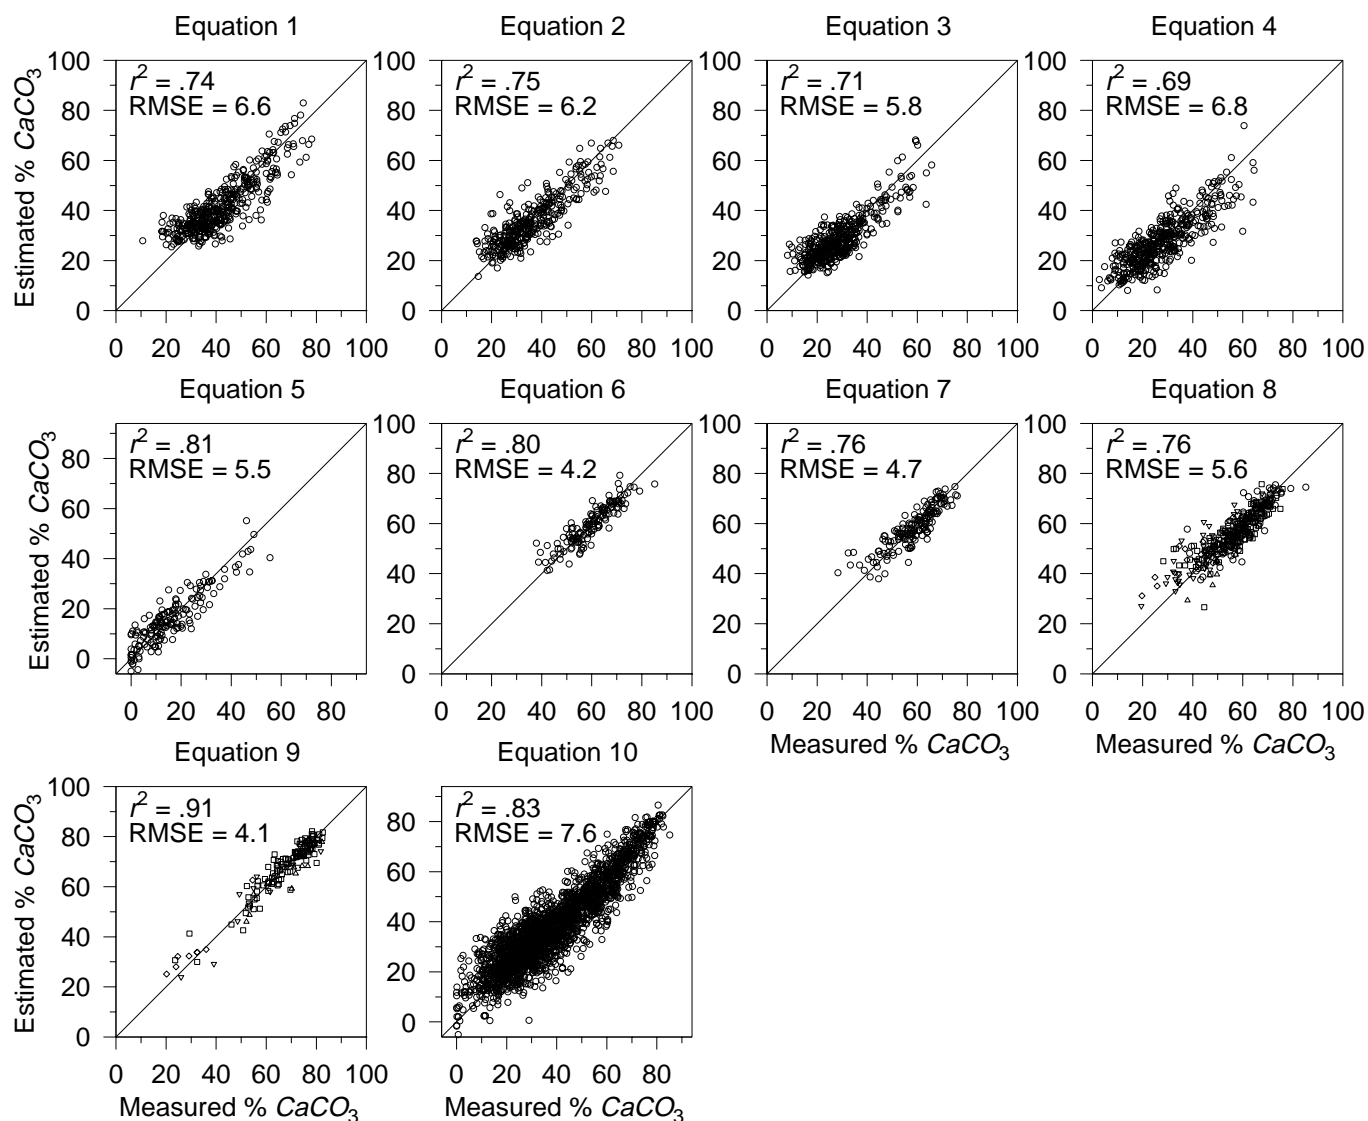 Equation 1
Equation 2
Equation 3
Equation 4
r² = .74
RMSE = 6.6
r² = .75
RMSE = 6.2
r² = .71
RMSE = 5.8
r² = .69
RMSE = 6.8
Estimated % CaCO₃
100
80
60
40
20
0
100
80
60
40
20
0
100
80
60
40
20
0
100
80
60
40
20
0
0 20 40 60 80 100
0 20 40 60 80 100
0 20 40 60 80 100
0 20 40 60 80 100
Equation 5
Equation 6
Equation 7
Equation 8
r² = .81
RMSE = 5.5
r² = .80
RMSE = 4.2
r² = .76
RMSE = 4.7
r² = .76
RMSE = 5.6
Estimated % CaCO₃
80
60
40
20
0
100
80
60
40
20
0
100
80
60
40
20
0
100
80
60
40
20
0
0 20 40 60 80
0 20 40 60 80 100
0 20 40 60 80 100
0 20 40 60 80 100
Measured % CaCO₃
Measured % CaCO₃
Equation 9
Equation 10
r² = .91
RMSE = 4.1
r² = .83
RMSE = 7.6
Estimated % CaCO₃
100
80
60
40
20
0
80
60
40
20
0
0 20 40 60 80 100
0 20 40 60 80
Measured % CaCO₃
Measured % CaCO₃